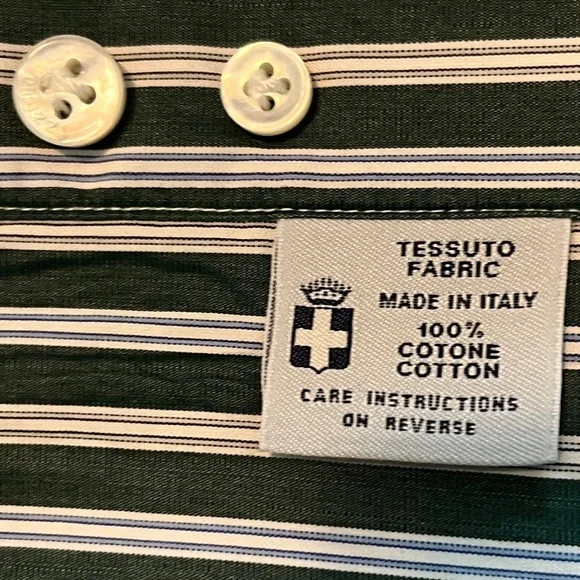 TESSUTO
FABRIC
MADE IN ITALY
100%
COTONE
COTTON
CARE INSTRUCTIONS
ON REVERSE